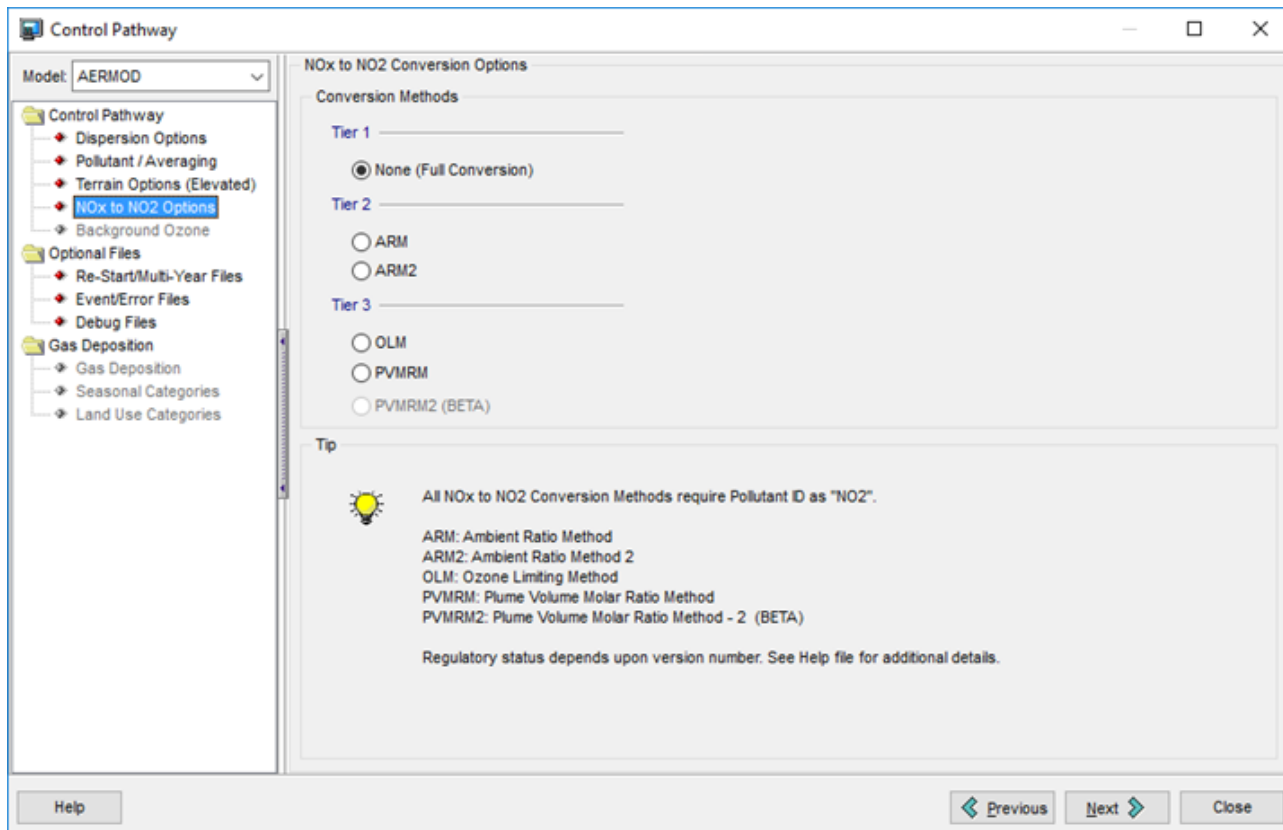 Control Pathway
Model: AERMOD
Control Pathway
Dispersion Options
Pollutant / Averaging
Terrain Options (Elevated)
NOx to NO2 Options
Background Ozone
Optional Files
Re-Start/Multi-Year Files
Event/Error Files
Debug Files
Gas Deposition
Gas Deposition
Seasonal Categories
Land Use Categories
NOx to NO2 Conversion Options
Conversion Methods
Tier 1
None (Full Conversion)
Tier 2
ARM
ARM2
Tier 3
OLM
PVMRM
PVMRM2 (BETA)
Tip
All NOx to NO2 Conversion Methods require Pollutant ID as "NO2".
ARM: Ambient Ratio Method
ARM2: Ambient Ratio Method 2
OLM: Ozone Limiting Method
PVMRM: Plume Volume Molar Ratio Method
PVMRM2: Plume Volume Molar Ratio Method - 2 (BETA)
Regulatory status depends upon version number. See Help file for additional details.
Help
Previous
Next
Close